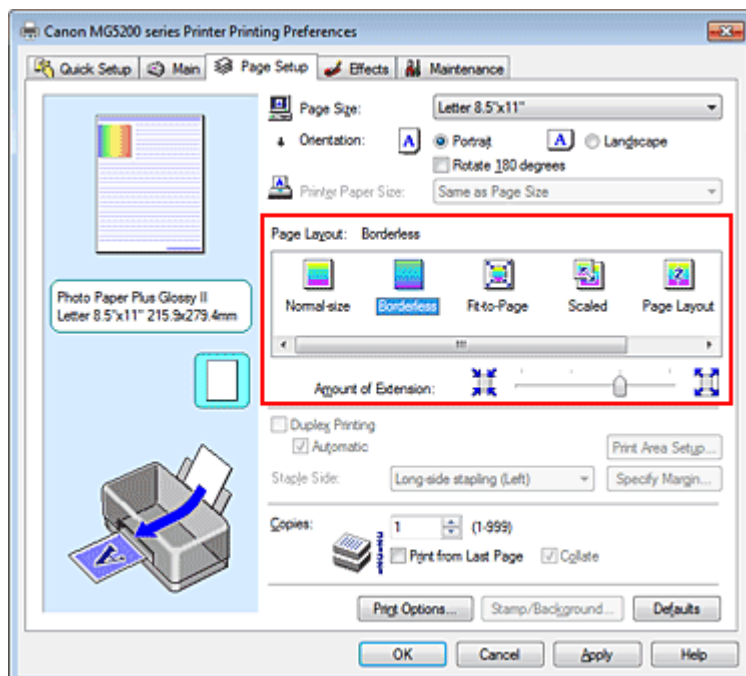 Canon MG5200 series Printer Printing Preferences
Quick Setup Main Page Setup Effects Maintenance
Page Size: Letter 8.5"x11"
Orientation: A Portrait A Landscape
Rotate 180 degrees
Printer Paper Size: Same as Page Size
Page Layout: Borderless
Normal-size Borderless Fit-to-Page Scaled Page Layout
Photo Paper Plus Glossy II
Letter 8.5"x11" 215.9x279.4mm
Amount of Extension:
Duplex Printing
Automatic Print Area Setup...
Staple Side: Long-side stapling (Left) Specify Margin...
Copies: 1 (1-999)
Print from Last Page Collate
Print Options... Stamp/Background... Defaults
OK Cancel Apply Help